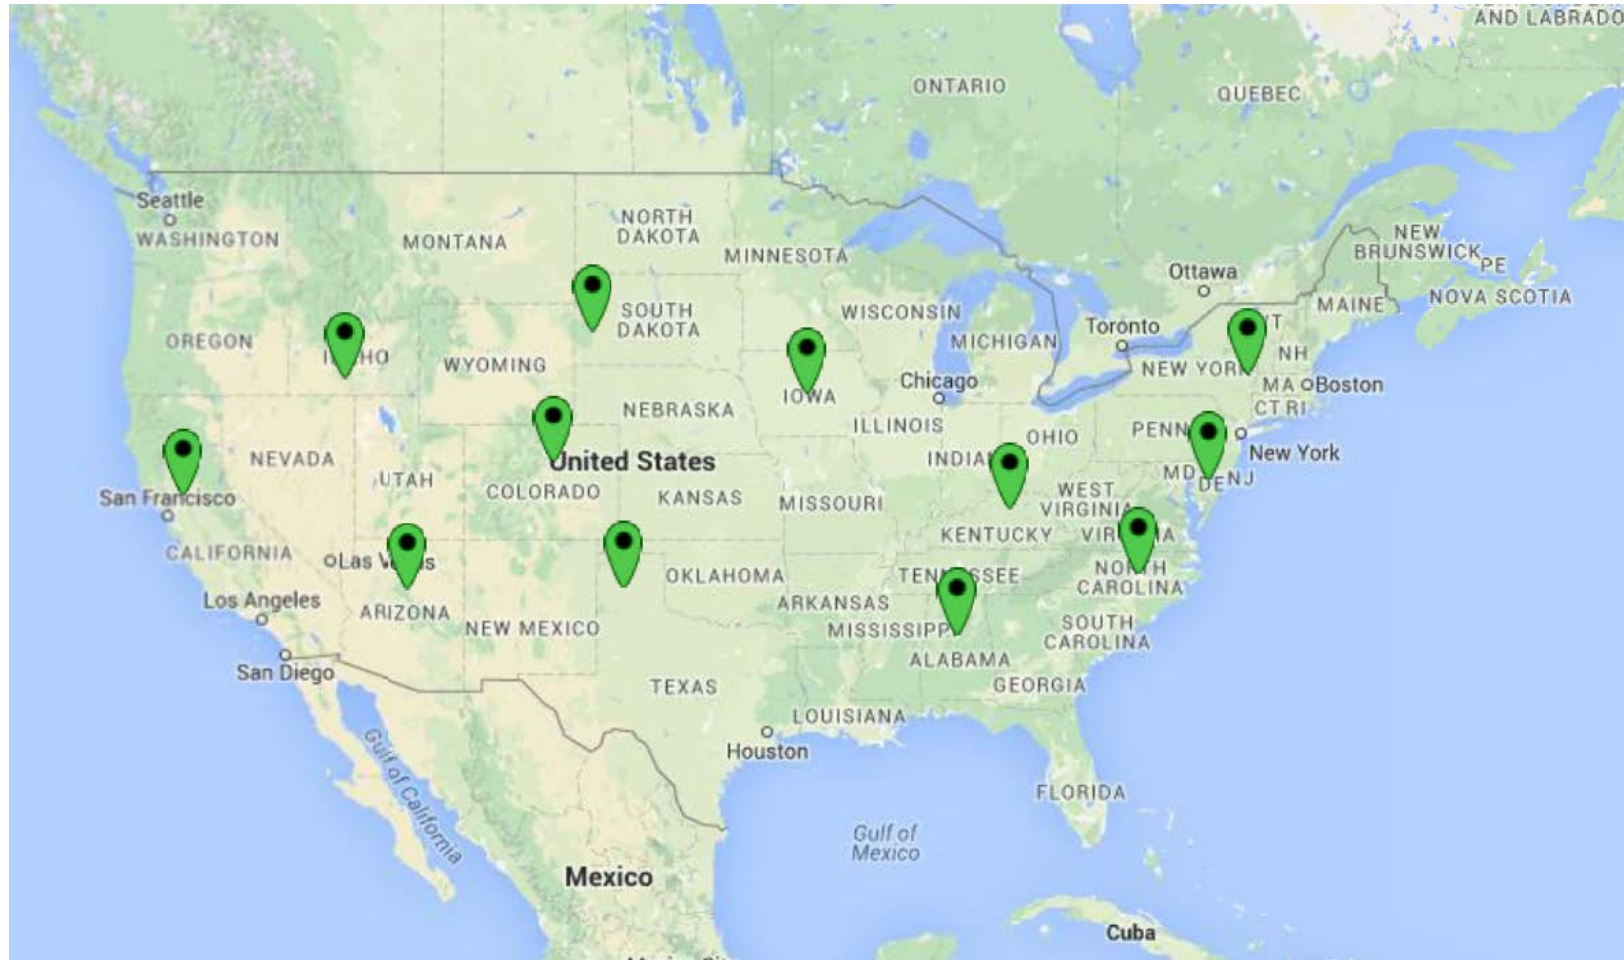 AND LABRADO
ONTARIO
QUEBEC
Seattle
WASHINGTON
MONTANA
NORTH
DAKOTA
MINNESOTA
NEW
BRUNSWICK
PE
Ottawa
NOVA SCOTIA
MAINE
OREGON
SOUTH
DAKOTA
WISCONSIN
MICHIGAN
Toronto
NH
WYOMING
NEW YOR
MA
Boston
Chicago
IOWA
NEBRASKA
ILLINOIS
CT
RI
OHIO
PENN
New York
NEVADA
United States
INDIA
UTAH
COLORADO
KANSAS
MISSOURI
MD
DE
NJ
WEST
VIRGINIA
San Francisco
KENTUCKY
CALIFORNIA
Las
OKLAHOMA
NORTH
CAROLINA
ARIZONA
NEW MEXICO
ARKANSAS
MISSISSIPP
SOUTH
CAROLINA
Los Angeles
ALABAMA
San Diego
TEXAS
GEORGIA
LOUISIANA
Houston
Gulf of California
FLORIDA
Gulf of
Mexico
Mexico
Cuba